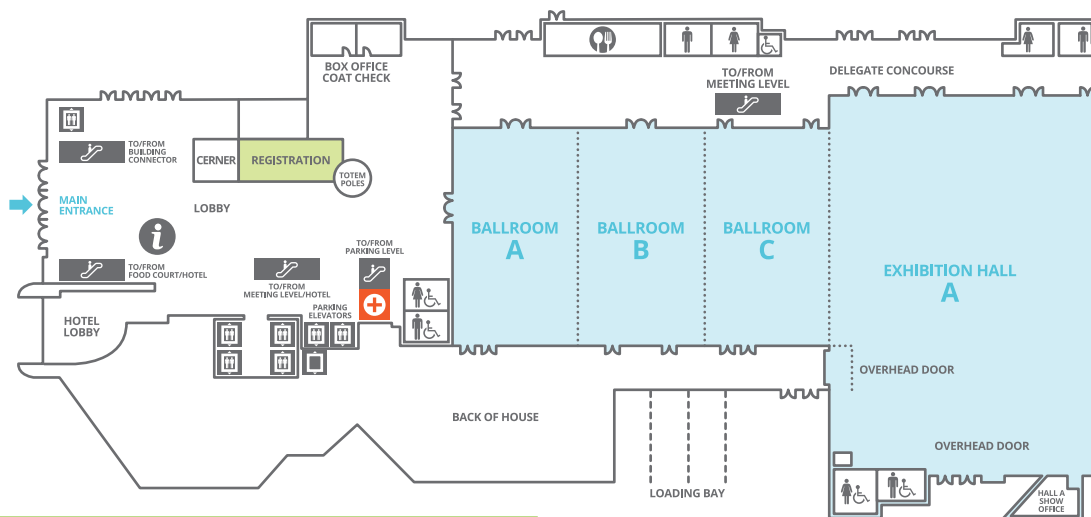 BOX OFFICE
COAT CHECK
TO/FROM
MEETING LEVEL
DELEGATE CONCOURSE
TO/FROM
BUILDING
CONNECTOR
CERNER
REGISTRATION
TOTEM
POLES
MAIN
ENTRANCE
LOBBY
i
TO/FROM
PARKING LEVEL
BALLROOM
A
BALLROOM
B
BALLROOM
C
EXHIBITION HALL
A
TO/FROM
FOOD COURT/HOTEL
TO/FROM
MEETING LEVEL/HOTEL
PARKING
ELEVATORS
HOTEL
LOBBY
OVERHEAD DOOR
BACK OF HOUSE
OVERHEAD DOOR
LOADING BAY
HALL A
SHOW
OFFICE